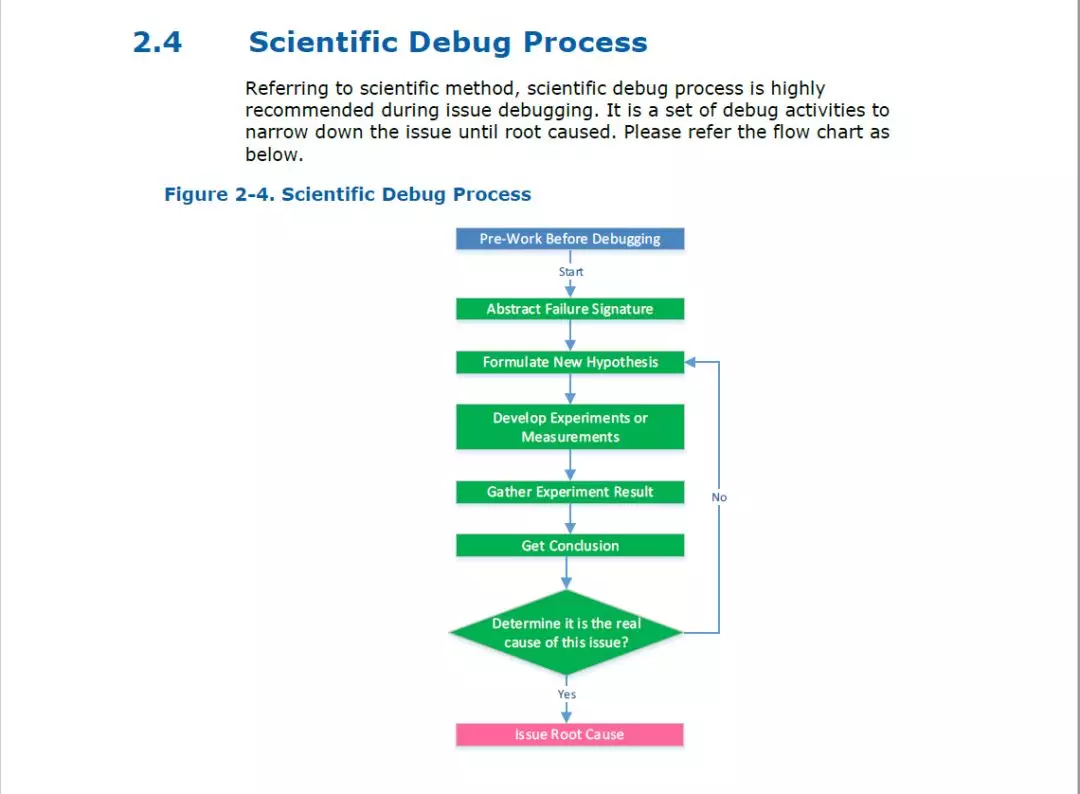 2.4 Scientific Debug Process
Referring to scientific method, scientific debug process is highly
recommended during issue debugging. It is a set of debug activities to
narrow down the issue until root caused. Please refer the flow chart as
below.
Figure 2-4. Scientific Debug Process
Pre-Work Before Debugging
Start
Abstract Failure Signature
Formulate New Hypothesis
Develop Experiments or
Measurements
Gather Experiment Result
No
Get Conclusion
Determine it is the real
cause of this issue?
Yes
Issue Root Cause